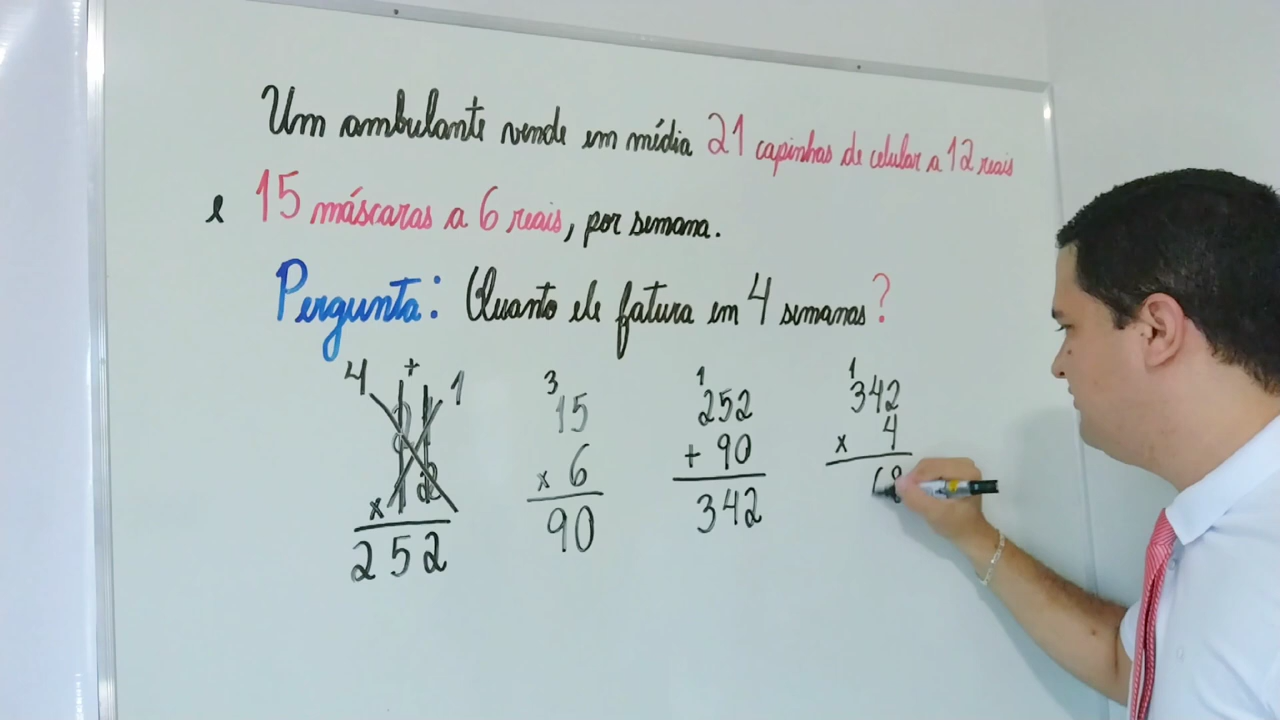 Um ambulante vende em média 21 capinhas de celular a 12 reais
e 15 máscaras a 6 reais, por semana.
Pergunta: Quanto ele fatura em 4 semanas?
4 + 1
x 12
252
3
15
x 6
90
1
252
+ 90
342
1
342
x 4
68